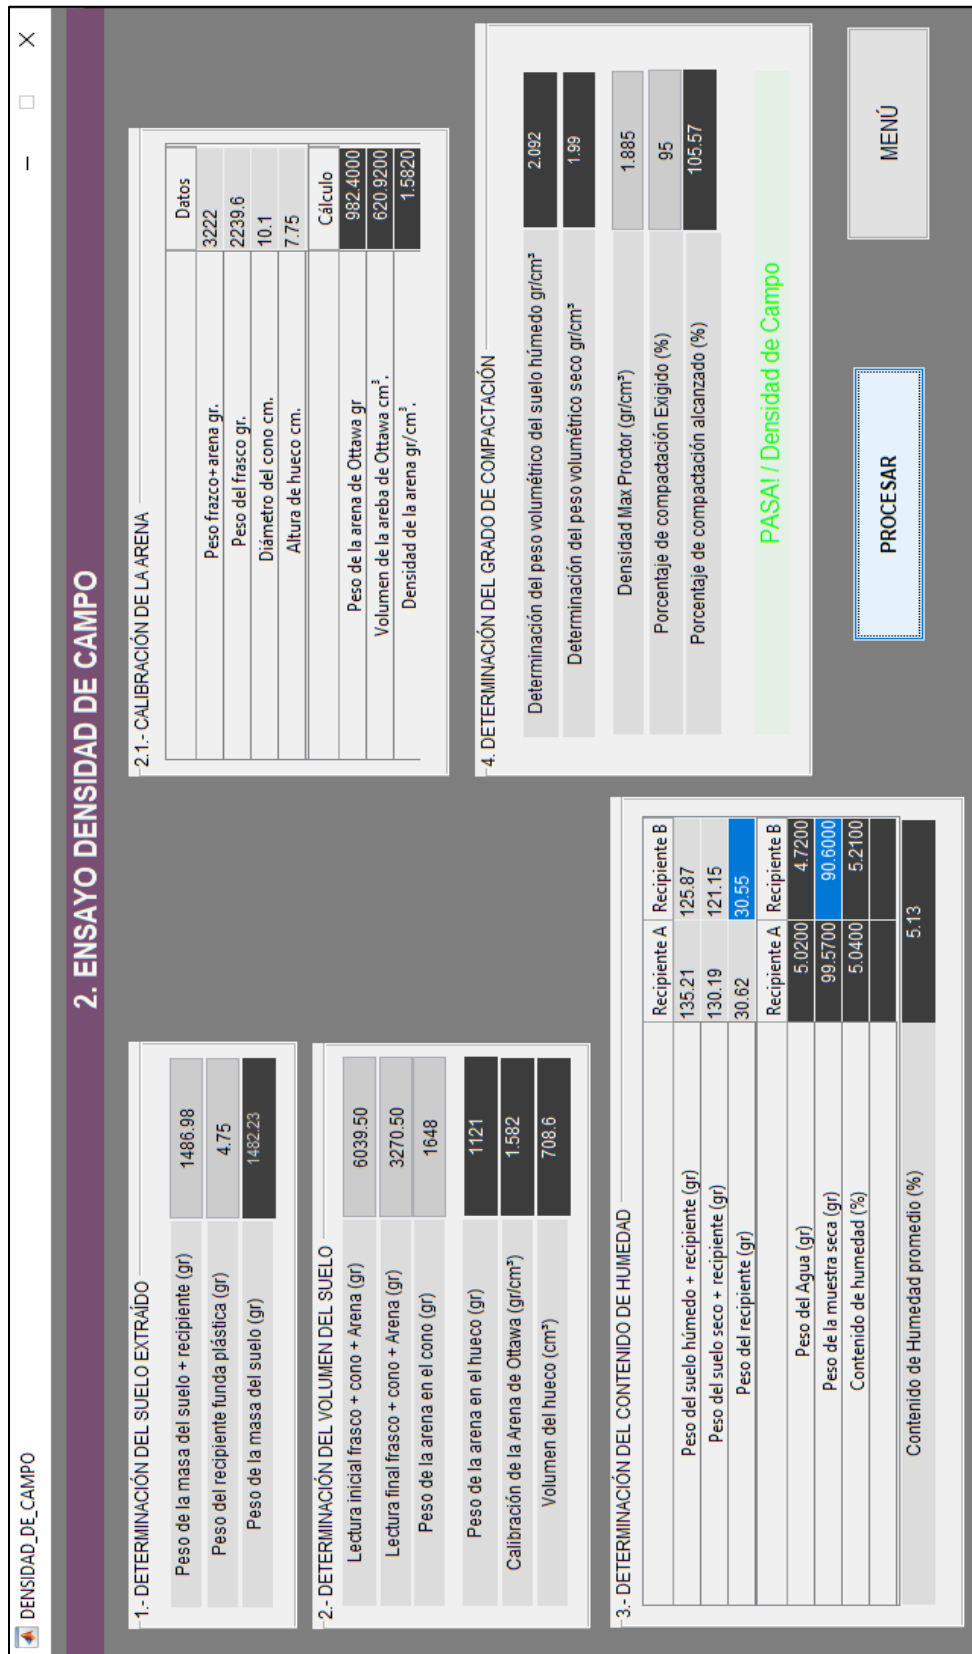 DENSIDAD_DE_CAMPO
2. ENSAYO DENSIDAD DE CAMPO
1.- DETERMINACIÓN DEL SUELO EXTRAÍDO
Peso de la masa del suelo + recipiente (gr) 1486.98
Peso del recipiente funda plástica (gr) 4.75
Peso de la masa del suelo (gr) 1482.23
2.- DETERMINACIÓN DEL VOLUMEN DEL SUELO
Lectura inicial frasco + cono + Arena (gr) 6039.50
Lectura final frasco + cono + Arena (gr) 3270.50
Peso de la arena en el cono (gr) 1648
Peso de la arena en el hueco (gr) 1121
Calibración de la Arena de Ottawa (gr/cm³) 1.582
Volumen del hueco (cm³) 708.6
3.- DETERMINACIÓN DEL CONTENIDO DE HUMEDAD
Recipiente A Recipiente B
Peso del suelo húmedo + recipiente (gr) 135.21 125.87
Peso del suelo seco + recipiente (gr) 130.19 121.15
Peso del recipiente (gr) 30.62 30.55
Recipiente A Recipiente B
Peso del Agua (gr) 5.0200 4.7200
Peso de la muestra seca (gr) 99.5700 90.6000
Contenido de humedad (%) 5.0400 5.2100
Contenido de Humedad promedio (%) 5.13
2.1.- CALIBRACIÓN DE LA ARENA
Datos
Peso frazco+arena gr. 3222
Peso del frasco gr. 2239.6
Diámetro del cono cm. 10.1
Altura de hueco cm. 7.75
Cálculo
Peso de la arena de Ottawa gr 982.4000
Volumen de la areba de Ottawa cm³. 620.9200
Densidad de la arena gr/cm³. 1.5820
4. DETERMINACIÓN DEL GRADO DE COMPACTACIÓN
Determinación del peso volumétrico del suelo húmedo gr/cm³ 2.092
Determinación del peso volumétrico seco gr/cm³ 1.99
Densidad Max Proctor (gr/cm³) 1.885
Porcentaje de compactación Exigido (%) 95
Porcentaje de compactación alcanzado (%) 105.57
PASA! / Densidad de Campo
PROCESAR
MENÚ